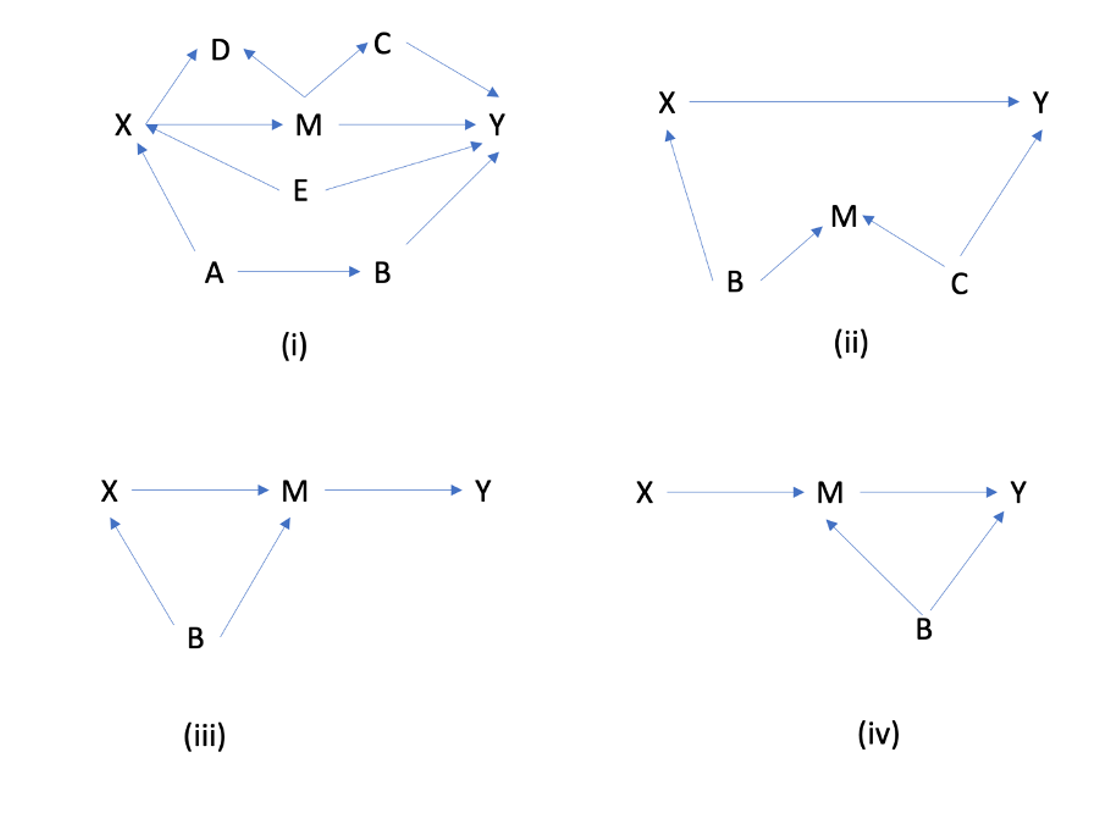 D C
X M Y
E
A B
(i)
X Y
M
B C
(ii)
X M Y
B
(iii)
X M Y
B
(iv)